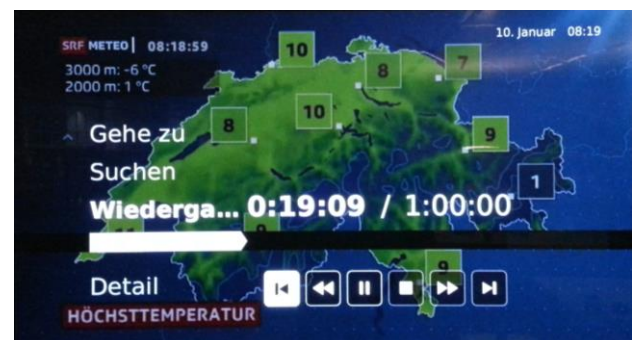 10. Januar 08:19
SRF METEO 08:18:59
3000 m: -6 °C
2000 m: 1 °C
10
8
7
8
10
9
1
Gehe zu
Suchen
Wiederga... 0:19:09 / 1:00:00
9
Detail
HÖCHSTTEMPERATUR